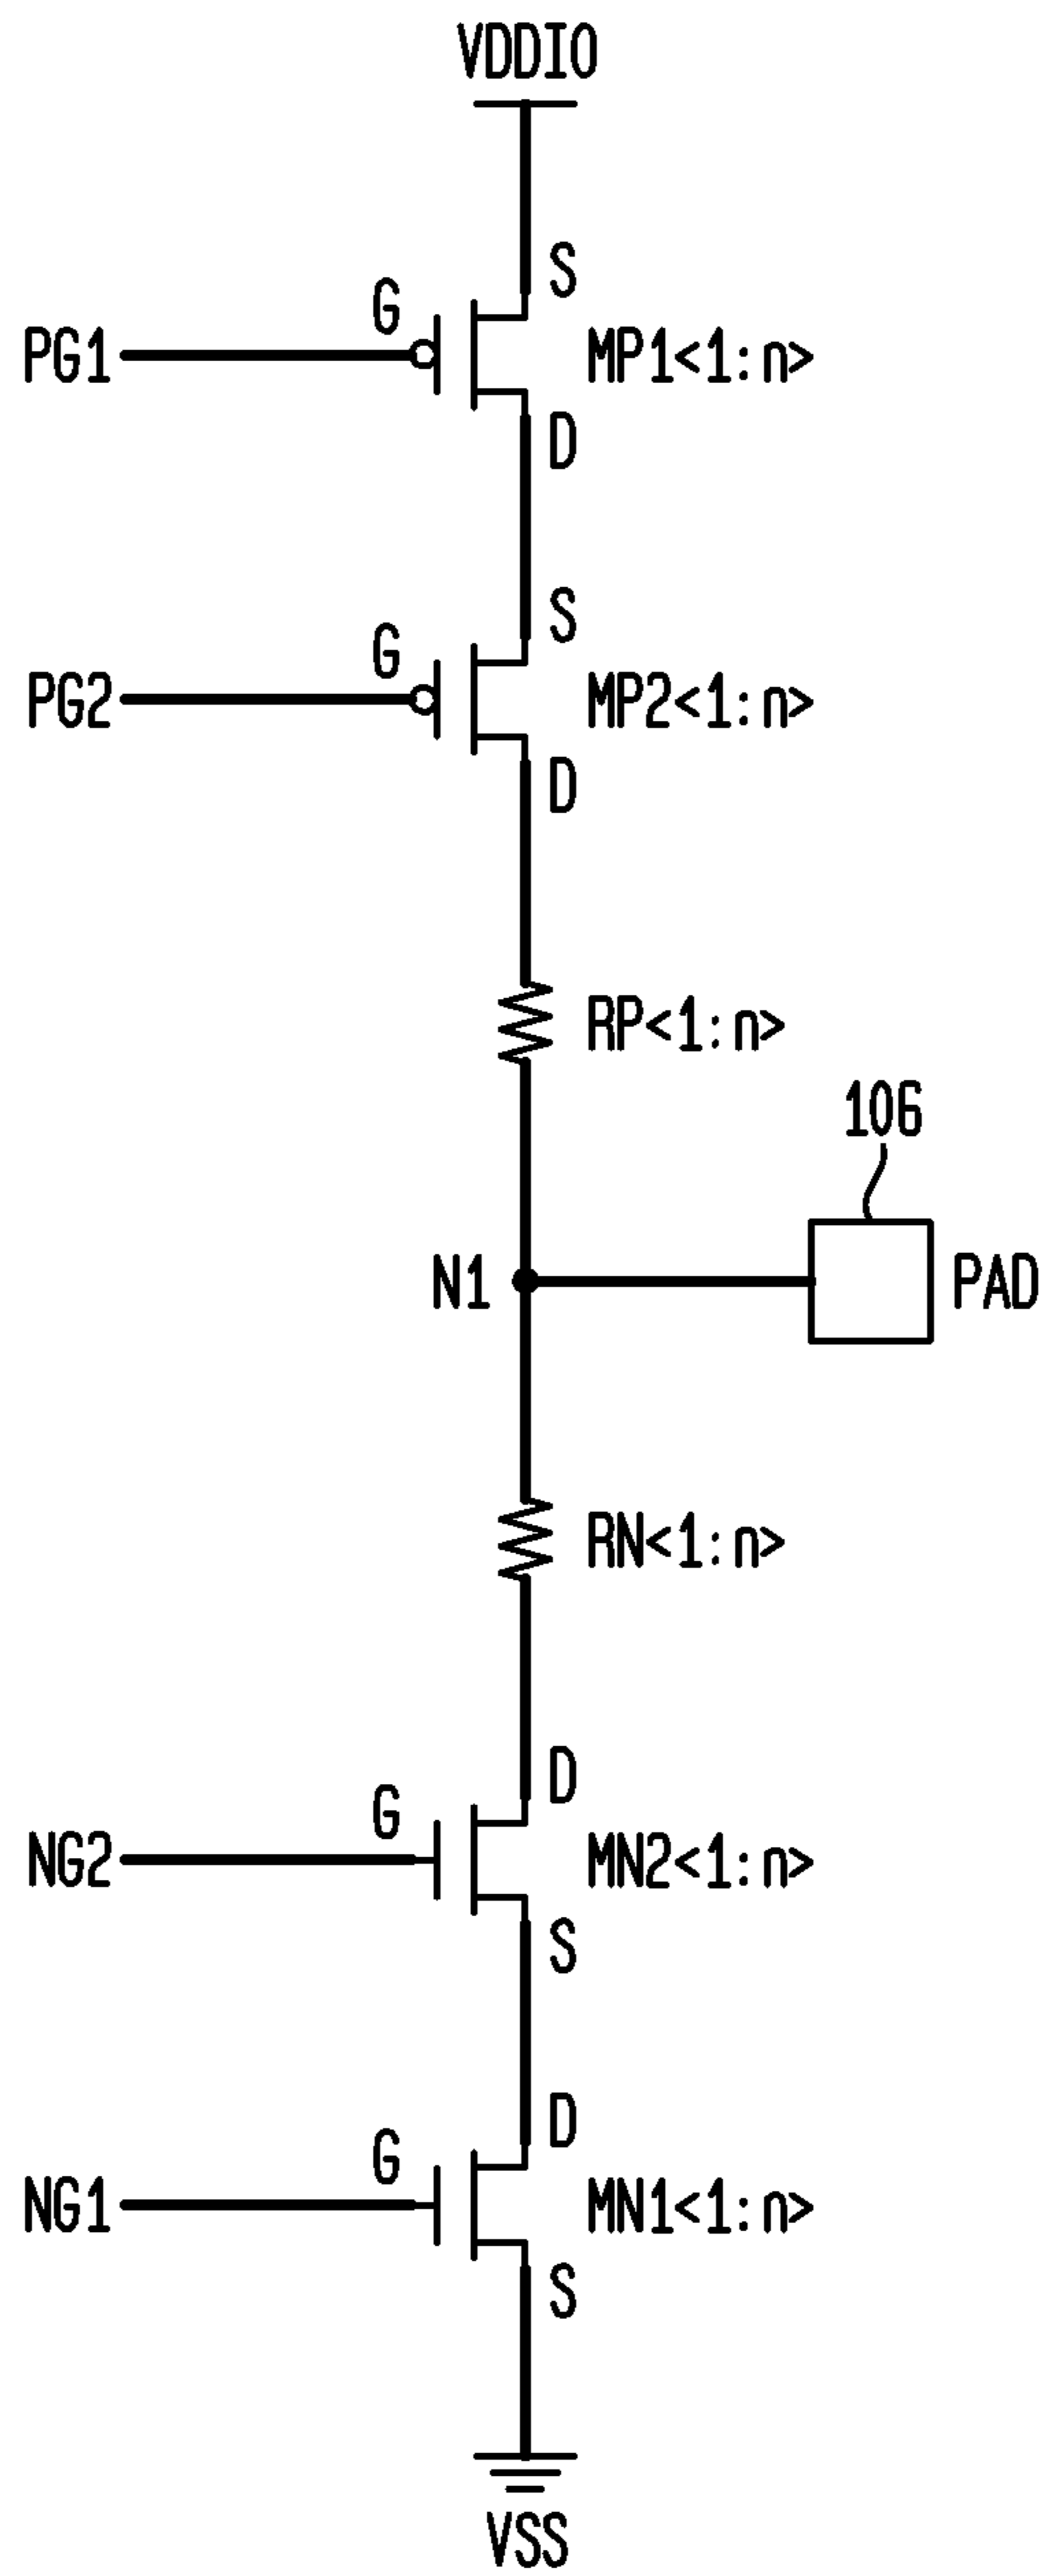 VDDIO
S
G
PG1
MP1<1:n>
D
S
G
PG2
MP2<1:n>
D
RP<1:n>
106
N1
PAD
RN<1:n>
D
G
NG2
MN2<1:n>
S
D
G
NG1
MN1<1:n>
S
VSS